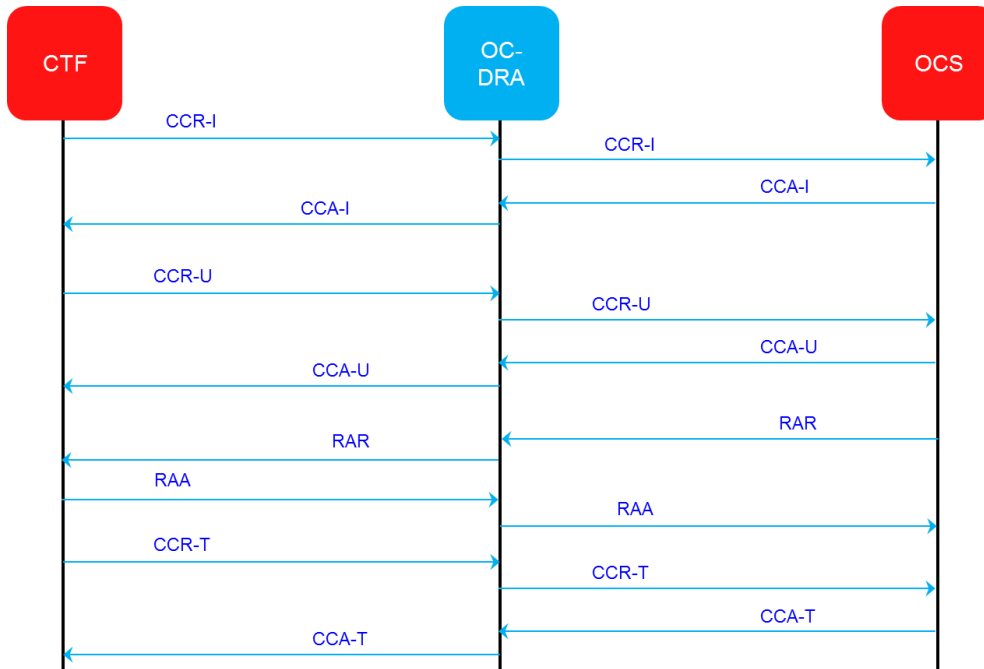 CTF
OC-
DRA
OCS
CCR-I
CCR-I
CCA-I
CCA-I
CCR-U
CCR-U
CCA-U
CCA-U
RAR
RAR
RAA
RAA
CCR-T
CCR-T
CCA-T
CCA-T